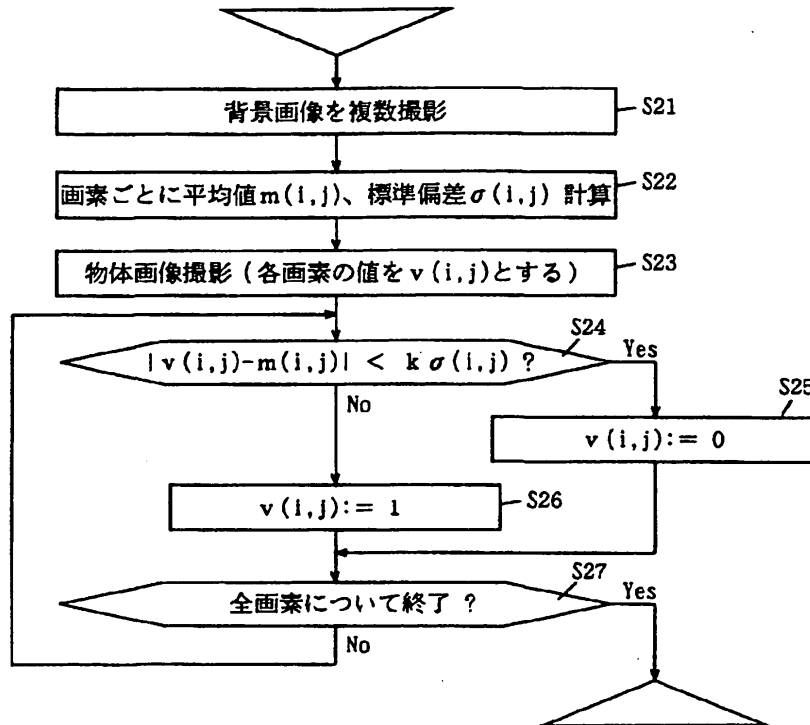 背景画像を複数撮影
S21
画素ごとに平均値m(i,j)、標準偏差σ(i,j) 計算
S22
物体画像撮影(各画素の値をv(i,j)とする)
S23
S24
|v(i,j)-m(i,j)| < kσ(i,j) ?
Yes
No
S25
v(i,j):= 0
v(i,j):= 1
S26
S27
全画素について終了 ?
Yes
No